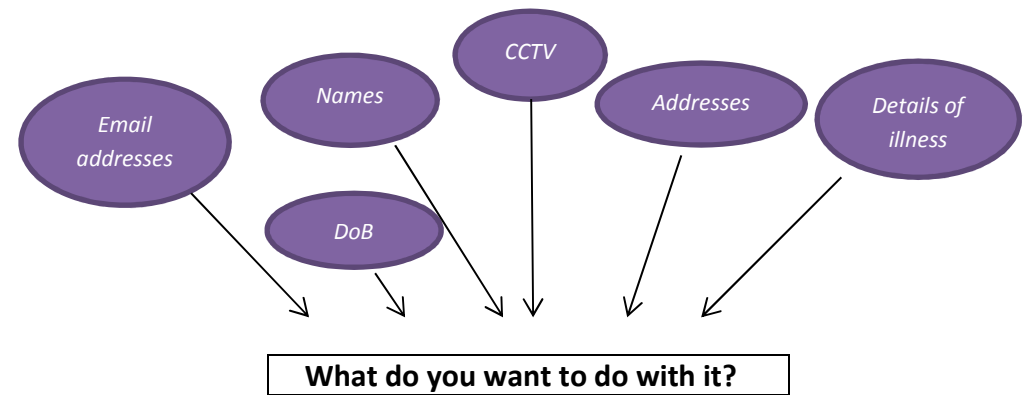 CCTV
Names
Addresses
Details of
illness
Email
addresses
DoB
What do you want to do with it?